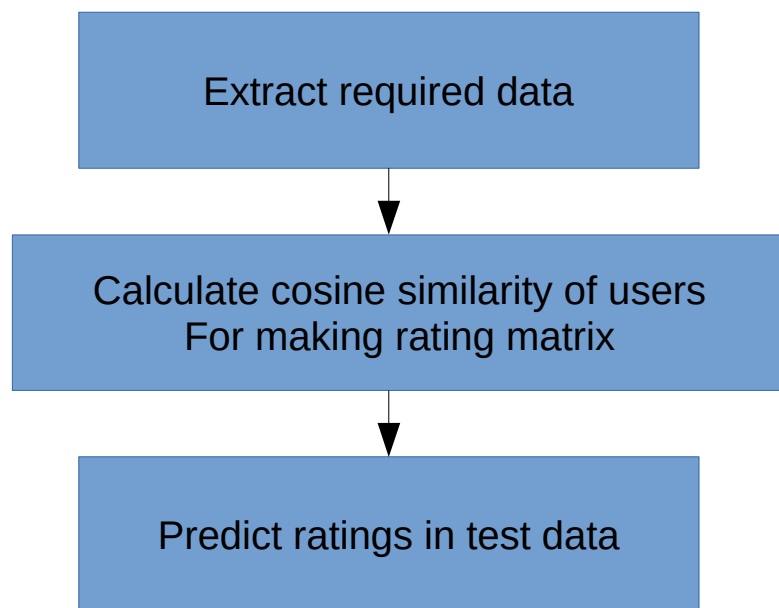 Extract required data
Calculate cosine similarity of users
For making rating matrix
Predict ratings in test data